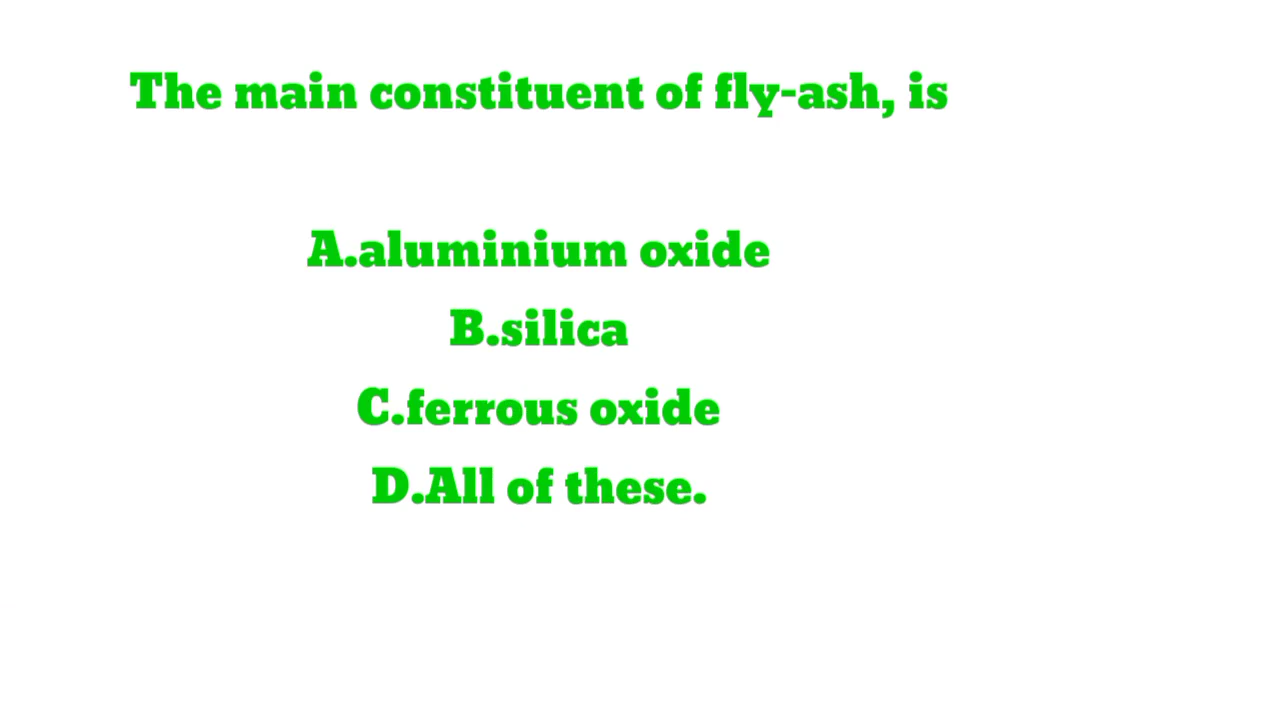 The main constituent of fly-ash, is
A.aluminium oxide
B.silica
C.ferrous oxide
D.All of these.